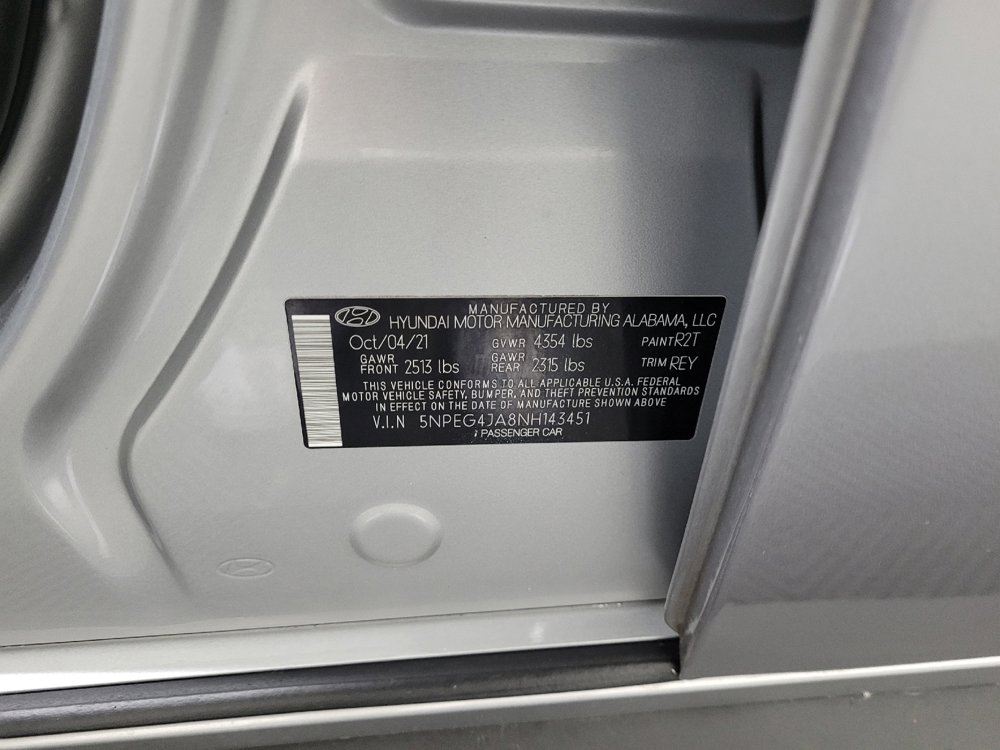 MANUFACTURED BY
HYUNDAI MOTOR MANUFACTURING ALABAMA, LLC
Oct/04/21 GVWR 4354 lbs PAINT R2T
GAWR FRONT 2513 lbs GAWR REAR 2315 lbs TRIM REY
THIS VEHICLE CONFORMS TO ALL APPLICABLE U.S.A. FEDERAL
MOTOR VEHICLE SAFETY, BUMPER, AND THEFT PREVENTION STANDARDS
IN EFFECT ON THE DATE OF MANUFACTURE SHOWN ABOVE
V.I.N 5NPEG4JA8NH143451
PASSENGER CAR